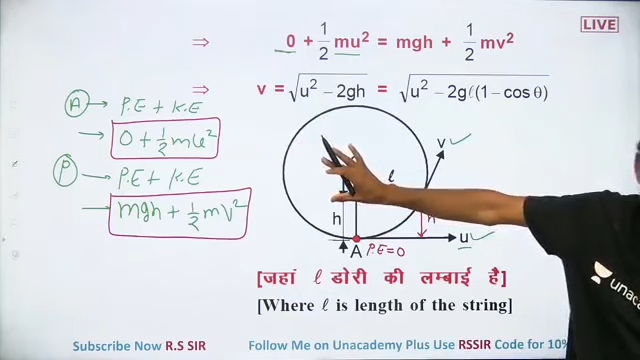 LIVE
⇒ 0 + 1/2 mu² = mgh + 1/2 mv²
⇒ v = √(u² − 2gh) = √(u² − 2gℓ(1 − cos θ))
A → P.E + K.E
→ 0 + 1/2 mu²
P → P.E + K.E
→ mgh + 1/2 mv²
v
ℓ
h
h
u
A P.E=0
[जहां ℓ डोरी की लम्बाई है]
[Where ℓ is length of the string]
Subscribe Now R.S SIR
Follow Me on Unacademy Plus Use RSSIR Code for 10%
unaca